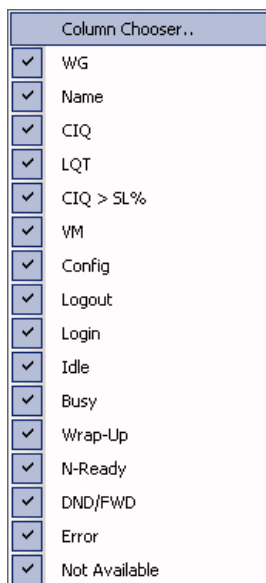 Column Chooser..
WG
Name
CIQ
LQT
CIQ > SL%
VM
Config
Logout
Login
Idle
Busy
Wrap-Up
N-Ready
DND/FWD
Error
Not Available